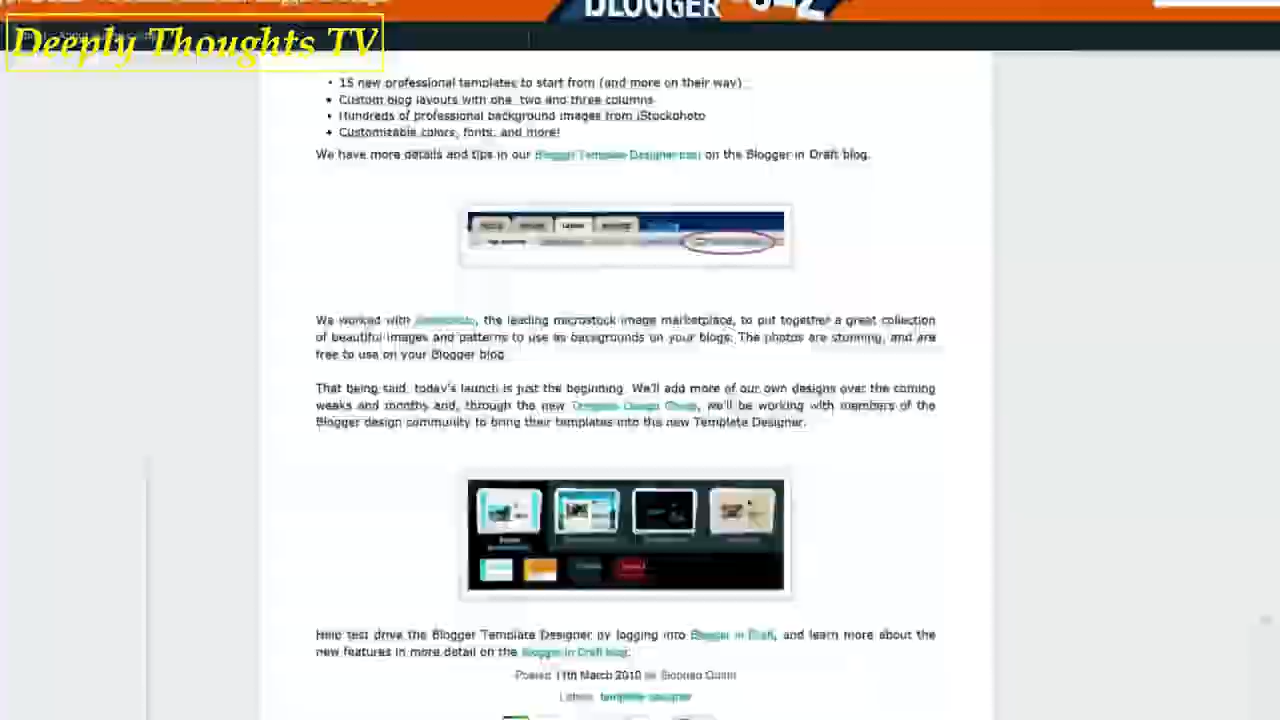 BLOGGER
Deeply Thoughts TV
15 new professional templates to start from (and more on their way)
Custom blog layouts with one, two and three columns
Hundreds of professional background images from iStockphoto
Customizable colors, fonts, and more!
We have more details and tips in our Blogger Template Designer post on the Blogger in Draft blog.
We worked with iStockphoto, the leading microstock image marketplace, to put together a great collection
of beautiful images and patterns to use as backgrounds on your blogs. The photos are stunning, and are
free to use on your Blogger blog.
That being said, today's launch is just the beginning. We'll add more of our own designs over the coming
weeks and months and, through the new Template Design Group, we'll be working with members of the
Blogger design community to bring their templates into the new Template Designer.
Help test drive the Blogger Template Designer by logging into Blogger in Draft, and learn more about the
new features in more detail on the Blogger in Draft blog.
Posted 11th March 2010 by
Labels: template designer